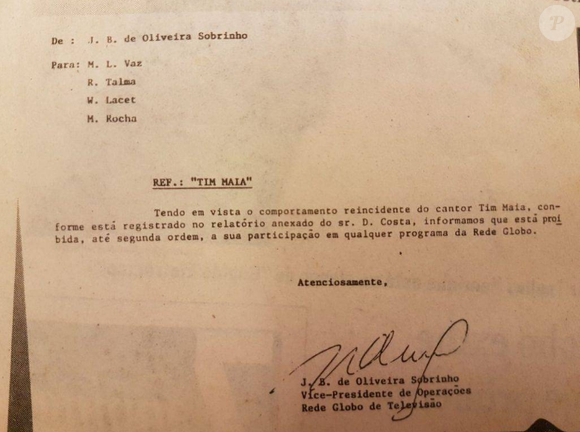 De : J. B. de Oliveira Sobrinho
Para: M. L. Vaz
R. Talma
W. Lacet
M. Rocha
REF.: "TIM MAIA"
Tendo em vista o comportamento reincidente do cantor Tim Maia, con-
forme está registrado no relatório anexado do sr. D. Costa, informamos que está proi
bida, até segunda ordem, a sua participação em qualquer programa da Rede Globo.
Atenciosamente,
J. B. de Oliveira Sobrinho
Vice-Presidente de Operações
Rede Globo de Televisão